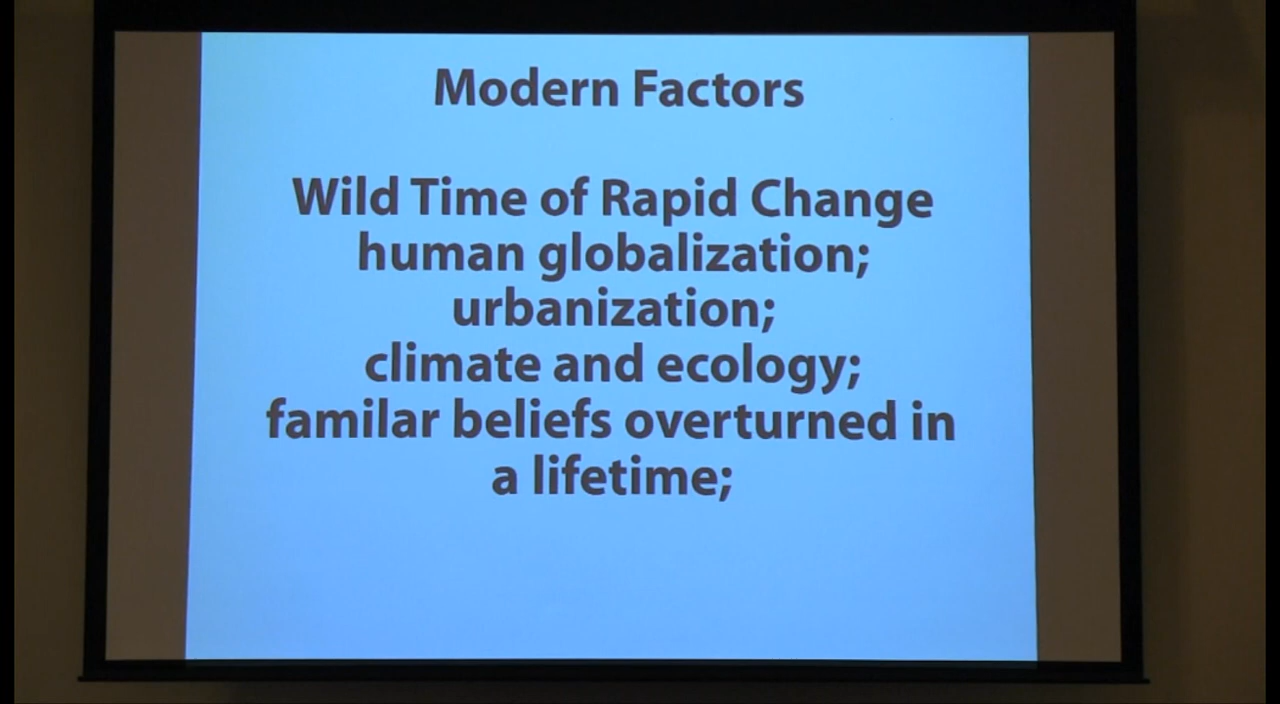 Modern Factors
Wild Time of Rapid Change
human globalization;
urbanization;
climate and ecology;
familar beliefs overturned in
a lifetime;